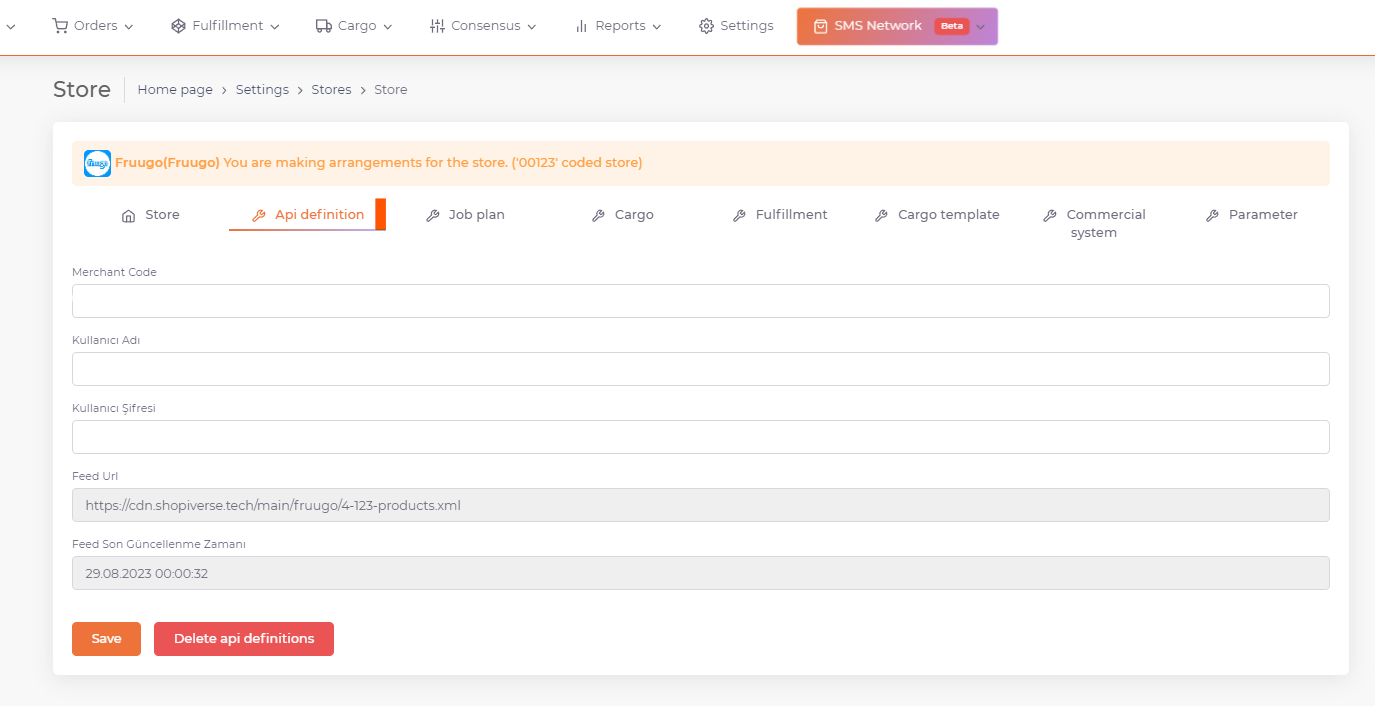 Orders Fulfillment Cargo Consensus Reports Settings SMS Network Beta
Store Home page > Settings > Stores > Store
fruugo Fruugo(Fruugo) You are making arrangements for the store. ('00123' coded store)
Store Api definition Job plan Cargo Fulfillment Cargo template Commercial system Parameter
Merchant Code
Kullanıcı Adı
Kullanıcı Şifresi
Feed Url
https://cdn.shopiverse.tech/main/fruugo/4-123-products.xml
Feed Son Güncellenme Zamanı
29.08.2023 00:00:32
Save Delete api definitions